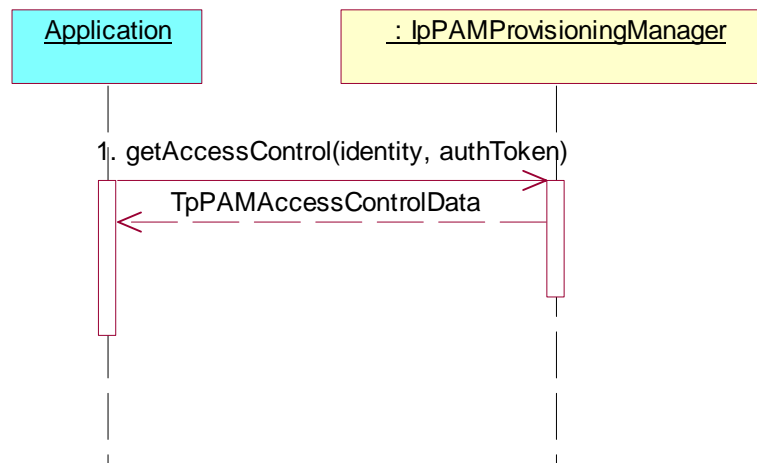 Application
: IpPAMProvisioningManager
1. getAccessControl(identity, authToken)
TpPAMAccessControlData